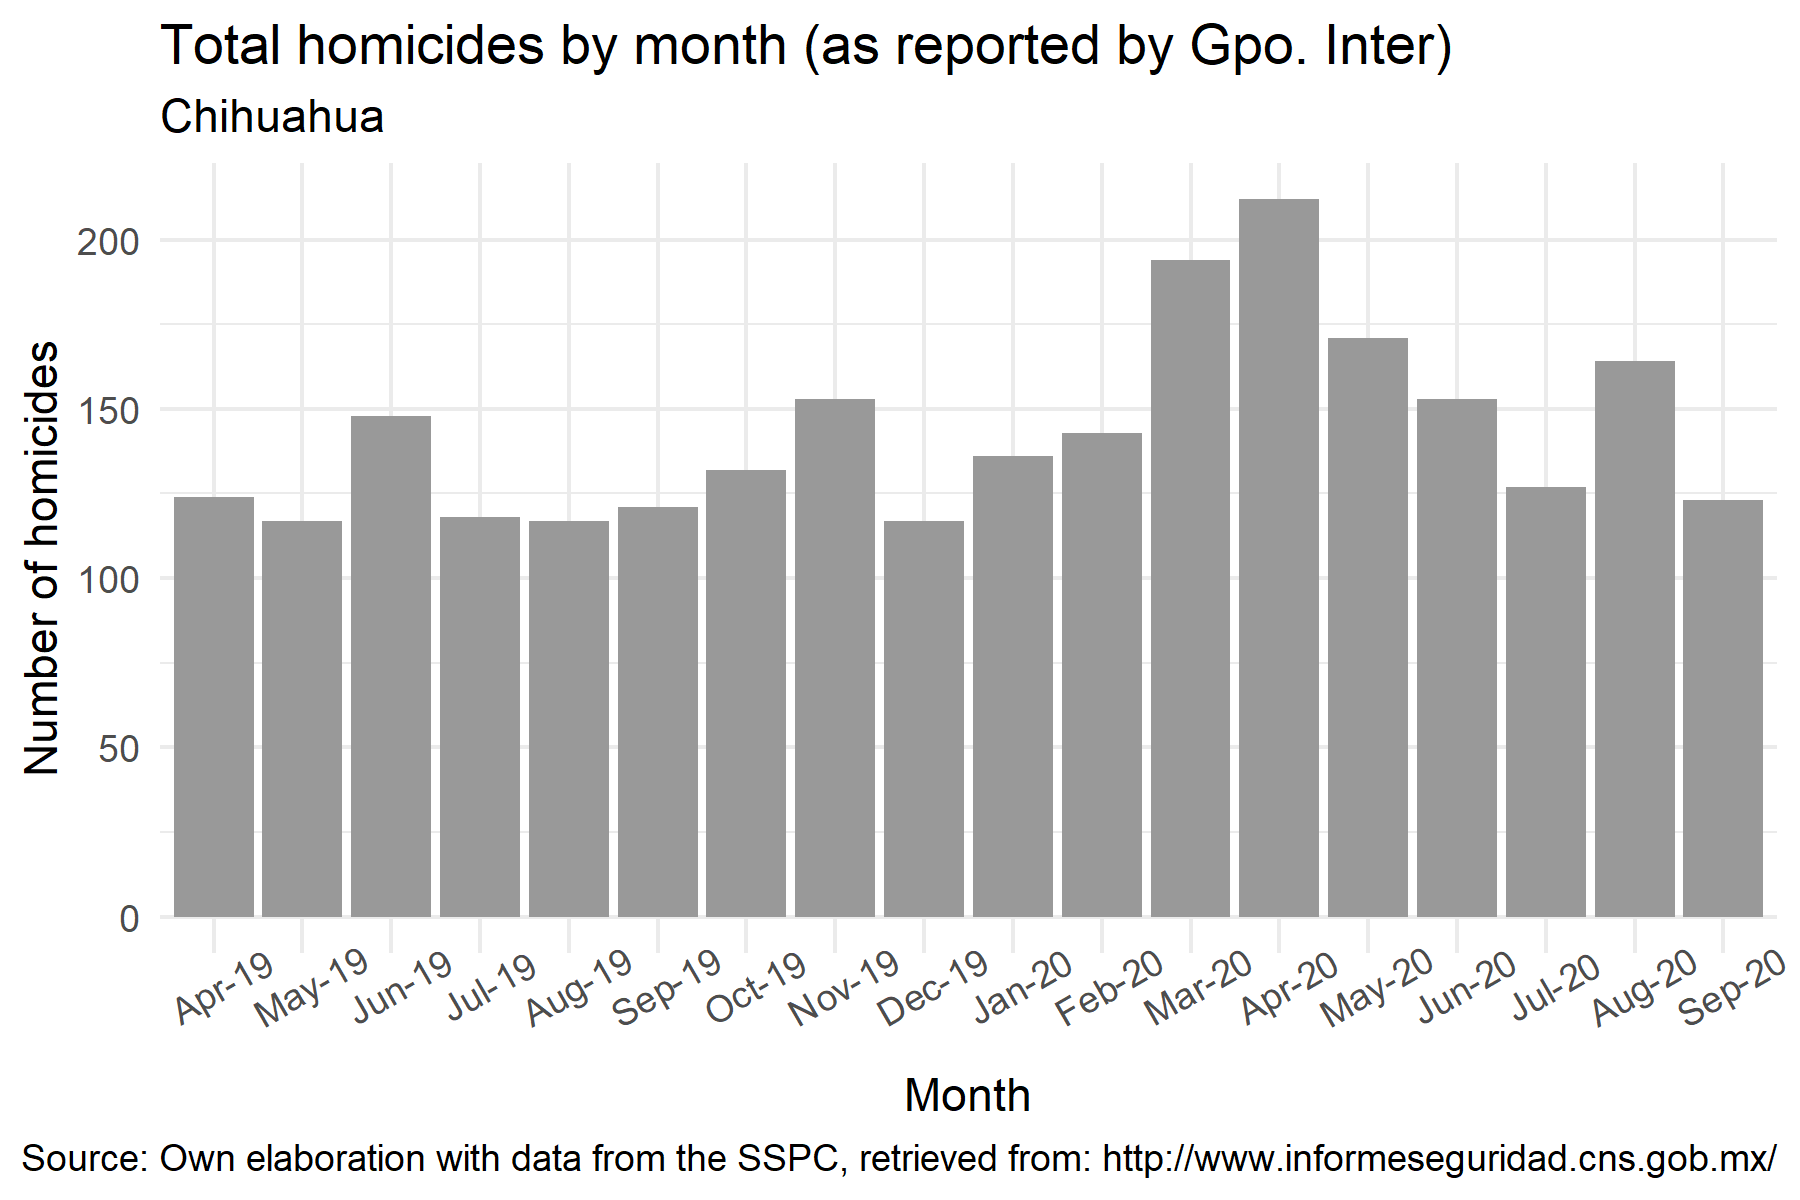 Total homicides by month (as reported by Gpo. Inter)
Chihuahua
Number of homicides
200
150
100
50
0
Apr-19 May-19 Jun-19 Jul-19 Aug-19 Sep-19 Oct-19 Nov-19 Dec-19 Jan-20 Feb-20 Mar-20 Apr-20 May-20 Jun-20 Jul-20 Aug-20 Sep-20
Month
Source: Own elaboration with data from the SSPC, retrieved from: http://www.informeseguridad.cns.gob.mx/